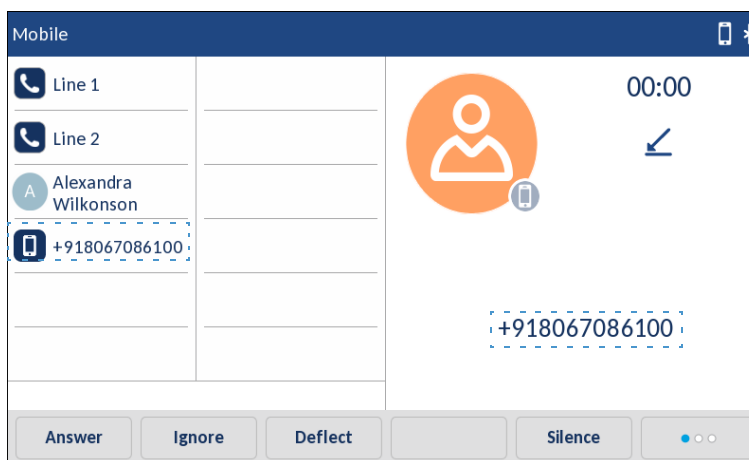 Mobile
Line 1
Line 2
A
Alexandra
Wilkonson
+918067086100
00:00
+918067086100
Answer
Ignore
Deflect
Silence